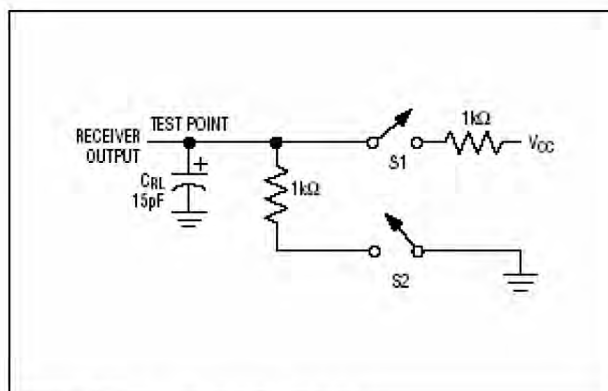 RECEIVER
OUTPUT
TEST POINT
CRL
15pF
+
1kΩ
S1
1kΩ
VCC
S2